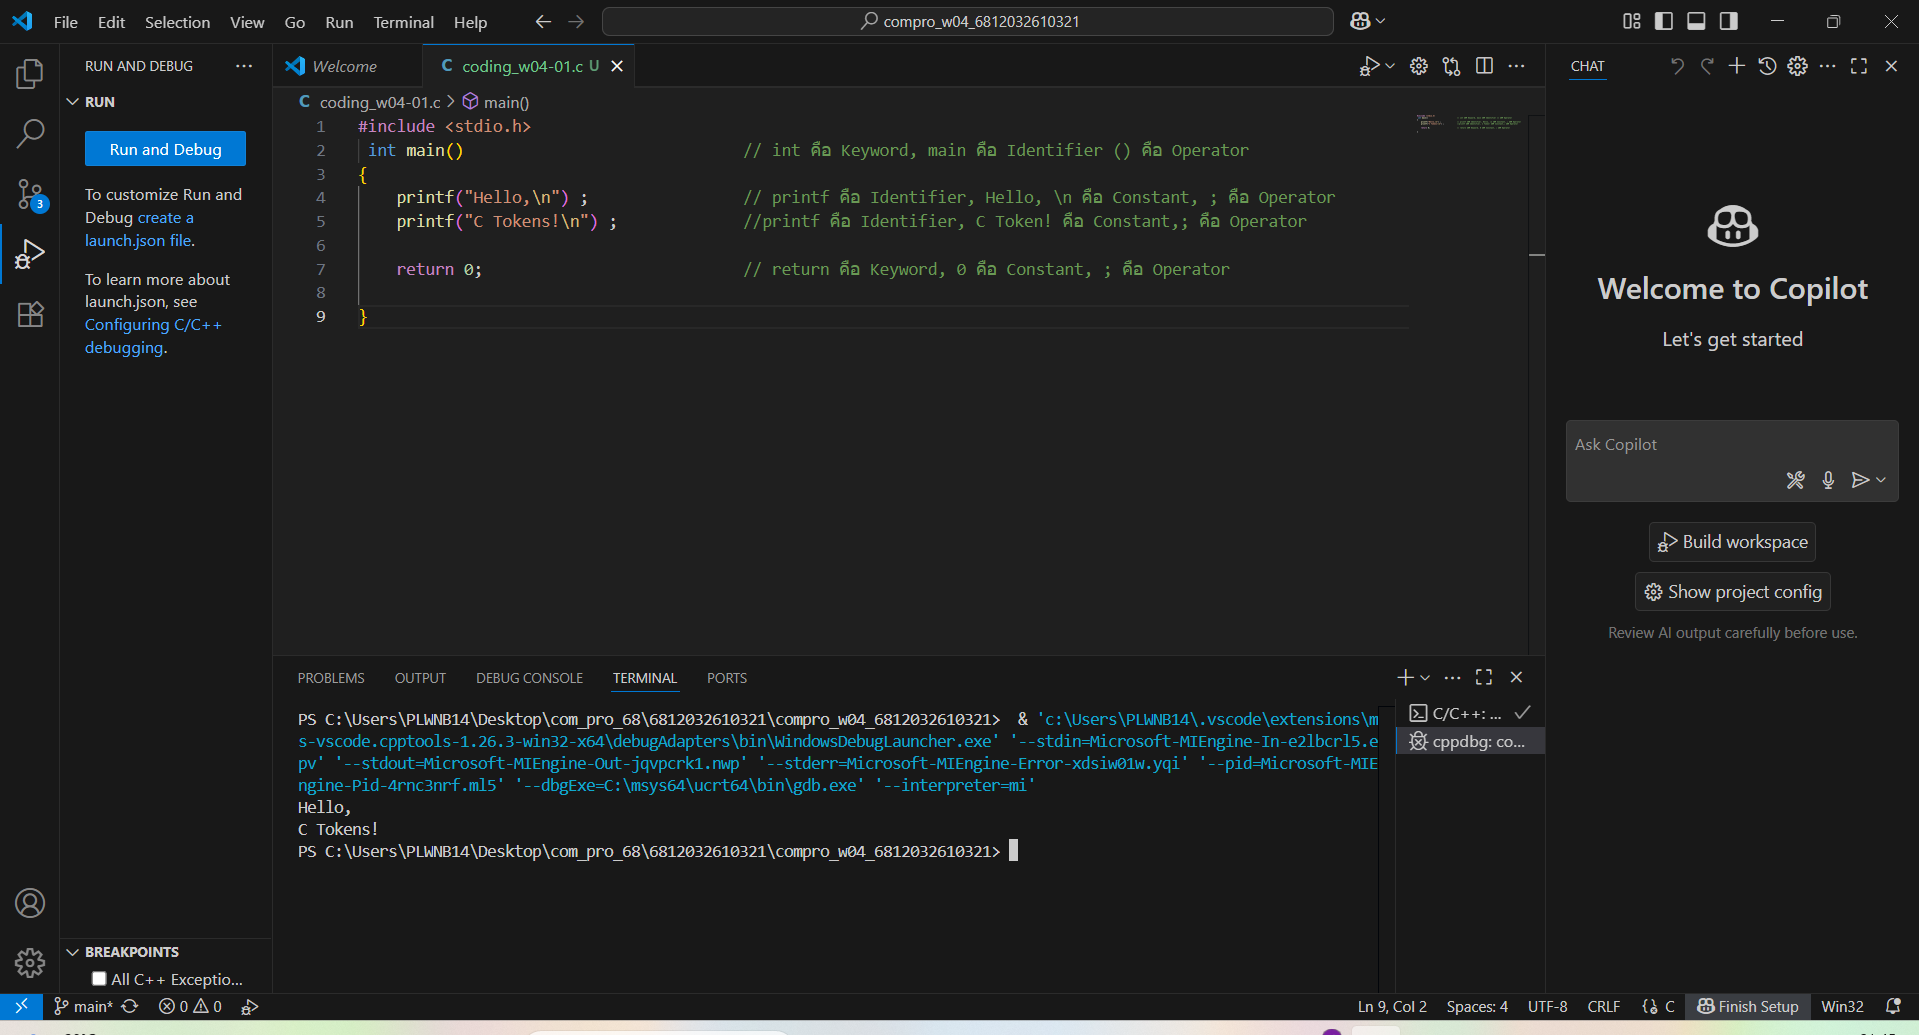 File Edit Selection View Go Run Terminal Help
compro_w04_6812032610321
RUN AND DEBUG
RUN
Run and Debug
To customize Run and
Debug create a
launch.json file.
To learn more about
launch.json, see
Configuring C/C++
debugging.
BREAKPOINTS
All C++ Exceptio...
Welcome
C coding_w04-01.c U
C coding_w04-01.c > main()
1 #include <stdio.h>
2 int main() // int คือ Keyword, main คือ Identifier () คือ Operator
3 {
4 printf("Hello,\n") ; // printf คือ Identifier, Hello, \n คือ Constant, ; คือ Operator
5 printf("C Tokens!\n") ; //printf คือ Identifier, C Token! คือ Constant,; คือ Operator
6
7 return 0; // return คือ Keyword, 0 คือ Constant, ; คือ Operator
8
9 }
PROBLEMS OUTPUT DEBUG CONSOLE TERMINAL PORTS
PS C:\Users\PLWNB14\Desktop\com_pro_68\6812032610321\compro_w04_6812032610321> & 'c:\Users\PLWNB14\.vscode\extensions\m
s-vscode.cpptools-1.26.3-win32-x64\debugAdapters\bin\WindowsDebugLauncher.exe' '--stdin=Microsoft-MIEngine-In-e2lbcrl5.e
pv' '--stdout=Microsoft-MIEngine-Out-jqvpcrk1.nwp' '--stderr=Microsoft-MIEngine-Error-xdsiw01w.yqi' '--pid=Microsoft-MIE
ngine-Pid-4rnc3nrf.ml5' '--dbgExe=C:\msys64\ucrt64\bin\gdb.exe' '--interpreter=mi'
Hello,
C Tokens!
PS C:\Users\PLWNB14\Desktop\com_pro_68\6812032610321\compro_w04_6812032610321>
C/C++: ...
cppdbg: co...
CHAT
Welcome to Copilot
Let's get started
Ask Copilot
Build workspace
Show project config
Review AI output carefully before use.
3
main* 0 0
Ln 9, Col 2 Spaces: 4 UTF-8 CRLF C Finish Setup Win32